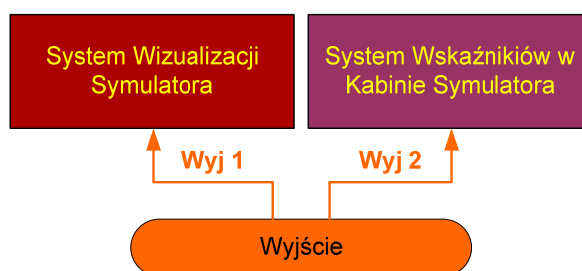 System Wizualizacji
Symulatora
System Wskaźników w
Kabinie Symulatora
Wyj 1
Wyj 2
Wyjście